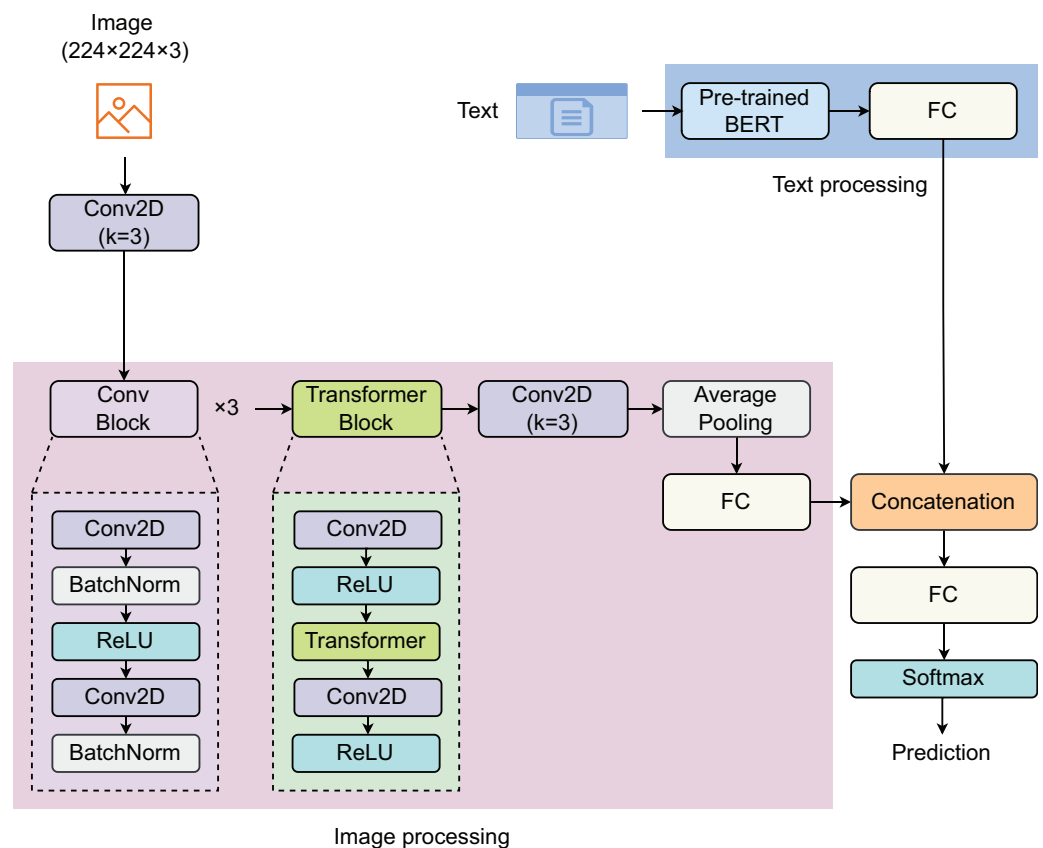 Image
(224×224×3)
Text
Pre-trained
BERT
FC
Text processing
Conv2D
(k=3)
Conv
Block
×3
Transformer
Block
Conv2D
(k=3)
Average
Pooling
FC
Concatenation
FC
Softmax
Prediction
Conv2D
BatchNorm
ReLU
Conv2D
BatchNorm
Conv2D
ReLU
Transformer
Conv2D
ReLU
Image processing